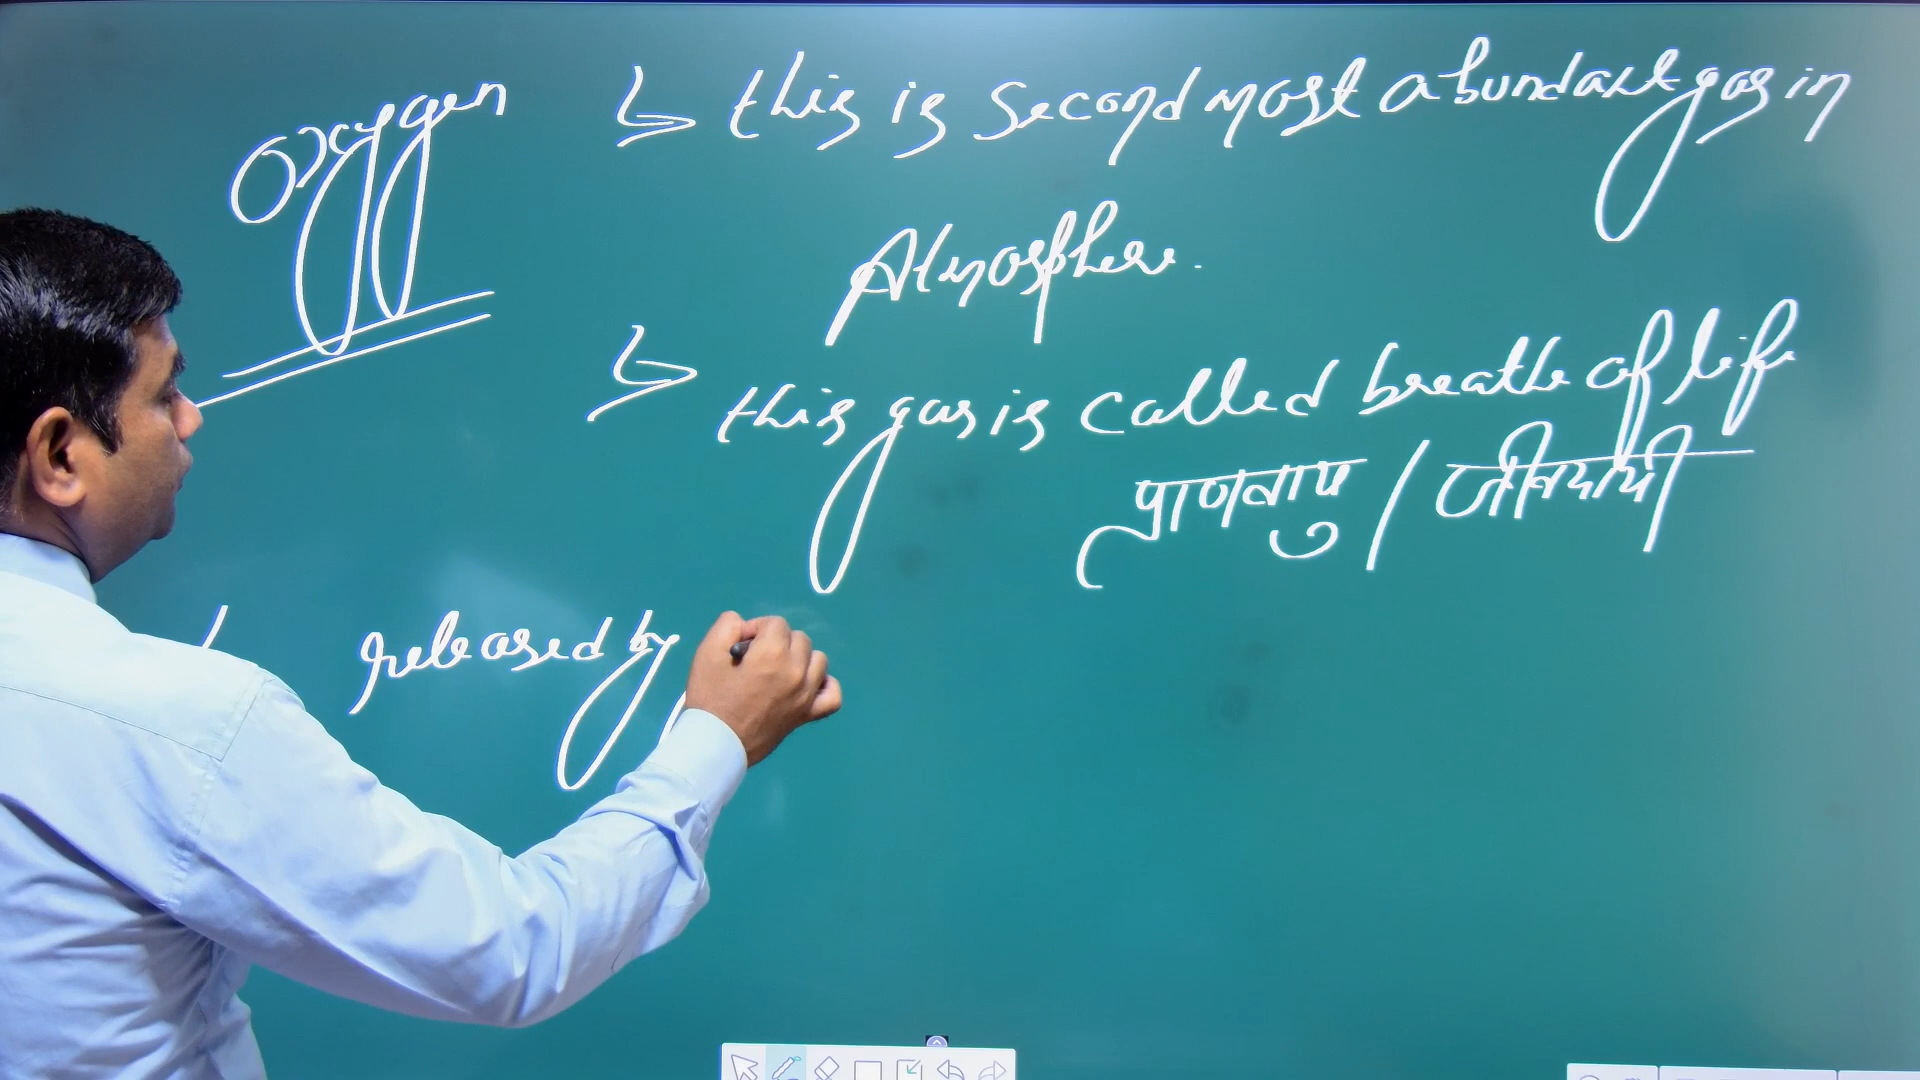 Oxygen
this is second most abundant gas in
Atmosphere.
this gas is called breath of life
(प्राणवायु / जीवनदायी
released by